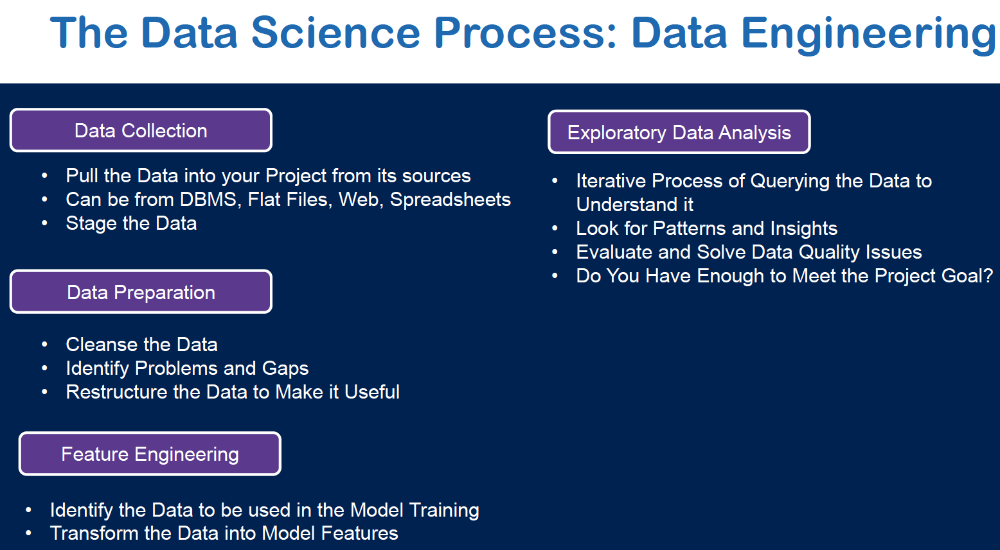 The Data Science Process: Data Engineering
Data Collection
• Pull the Data into your Project from its sources
• Can be from DBMS, Flat Files, Web, Spreadsheets
• Stage the Data
Data Preparation
• Cleanse the Data
• Identify Problems and Gaps
• Restructure the Data to Make it Useful
Feature Engineering
• Identify the Data to be used in the Model Training
• Transform the Data into Model Features
Exploratory Data Analysis
• Iterative Process of Querying the Data to
Understand it
• Look for Patterns and Insights
• Evaluate and Solve Data Quality Issues
• Do You Have Enough to Meet the Project Goal?